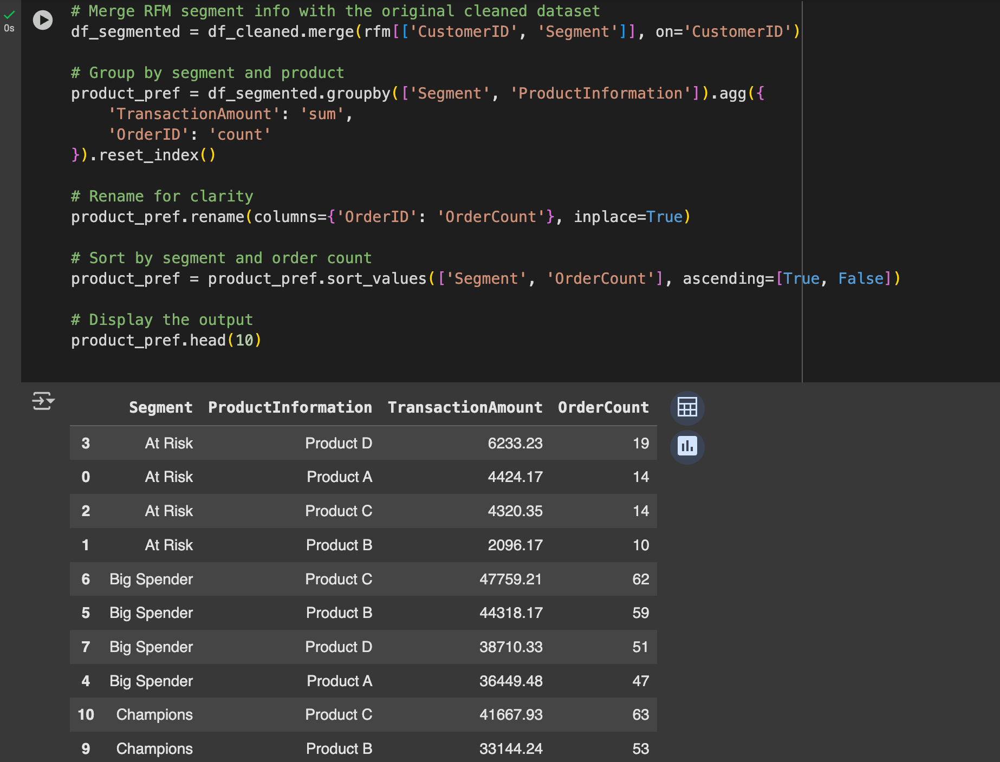 # Merge RFM segment info with the original cleaned dataset
0s
df_segmented = df_cleaned.merge(rfm[['CustomerID', 'Segment']], on='CustomerID')
# Group by segment and product
product_pref = df_segmented.groupby(['Segment', 'ProductInformation']).agg({
    'TransactionAmount': 'sum',
    'OrderID': 'count'
}).reset_index()
# Rename for clarity
product_pref.rename(columns={'OrderID': 'OrderCount'}, inplace=True)
# Sort by segment and order count
product_pref = product_pref.sort_values(['Segment', 'OrderCount'], ascending=[True, False])
# Display the output
product_pref.head(10)
Segment ProductInformation TransactionAmount OrderCount
3 At Risk Product D 6233.23 19
0 At Risk Product A 4424.17 14
2 At Risk Product C 4320.35 14
1 At Risk Product B 2096.17 10
6 Big Spender Product C 47759.21 62
5 Big Spender Product B 44318.17 59
7 Big Spender Product D 38710.33 51
4 Big Spender Product A 36449.48 47
10 Champions Product C 41667.93 63
9 Champions Product B 33144.24 53